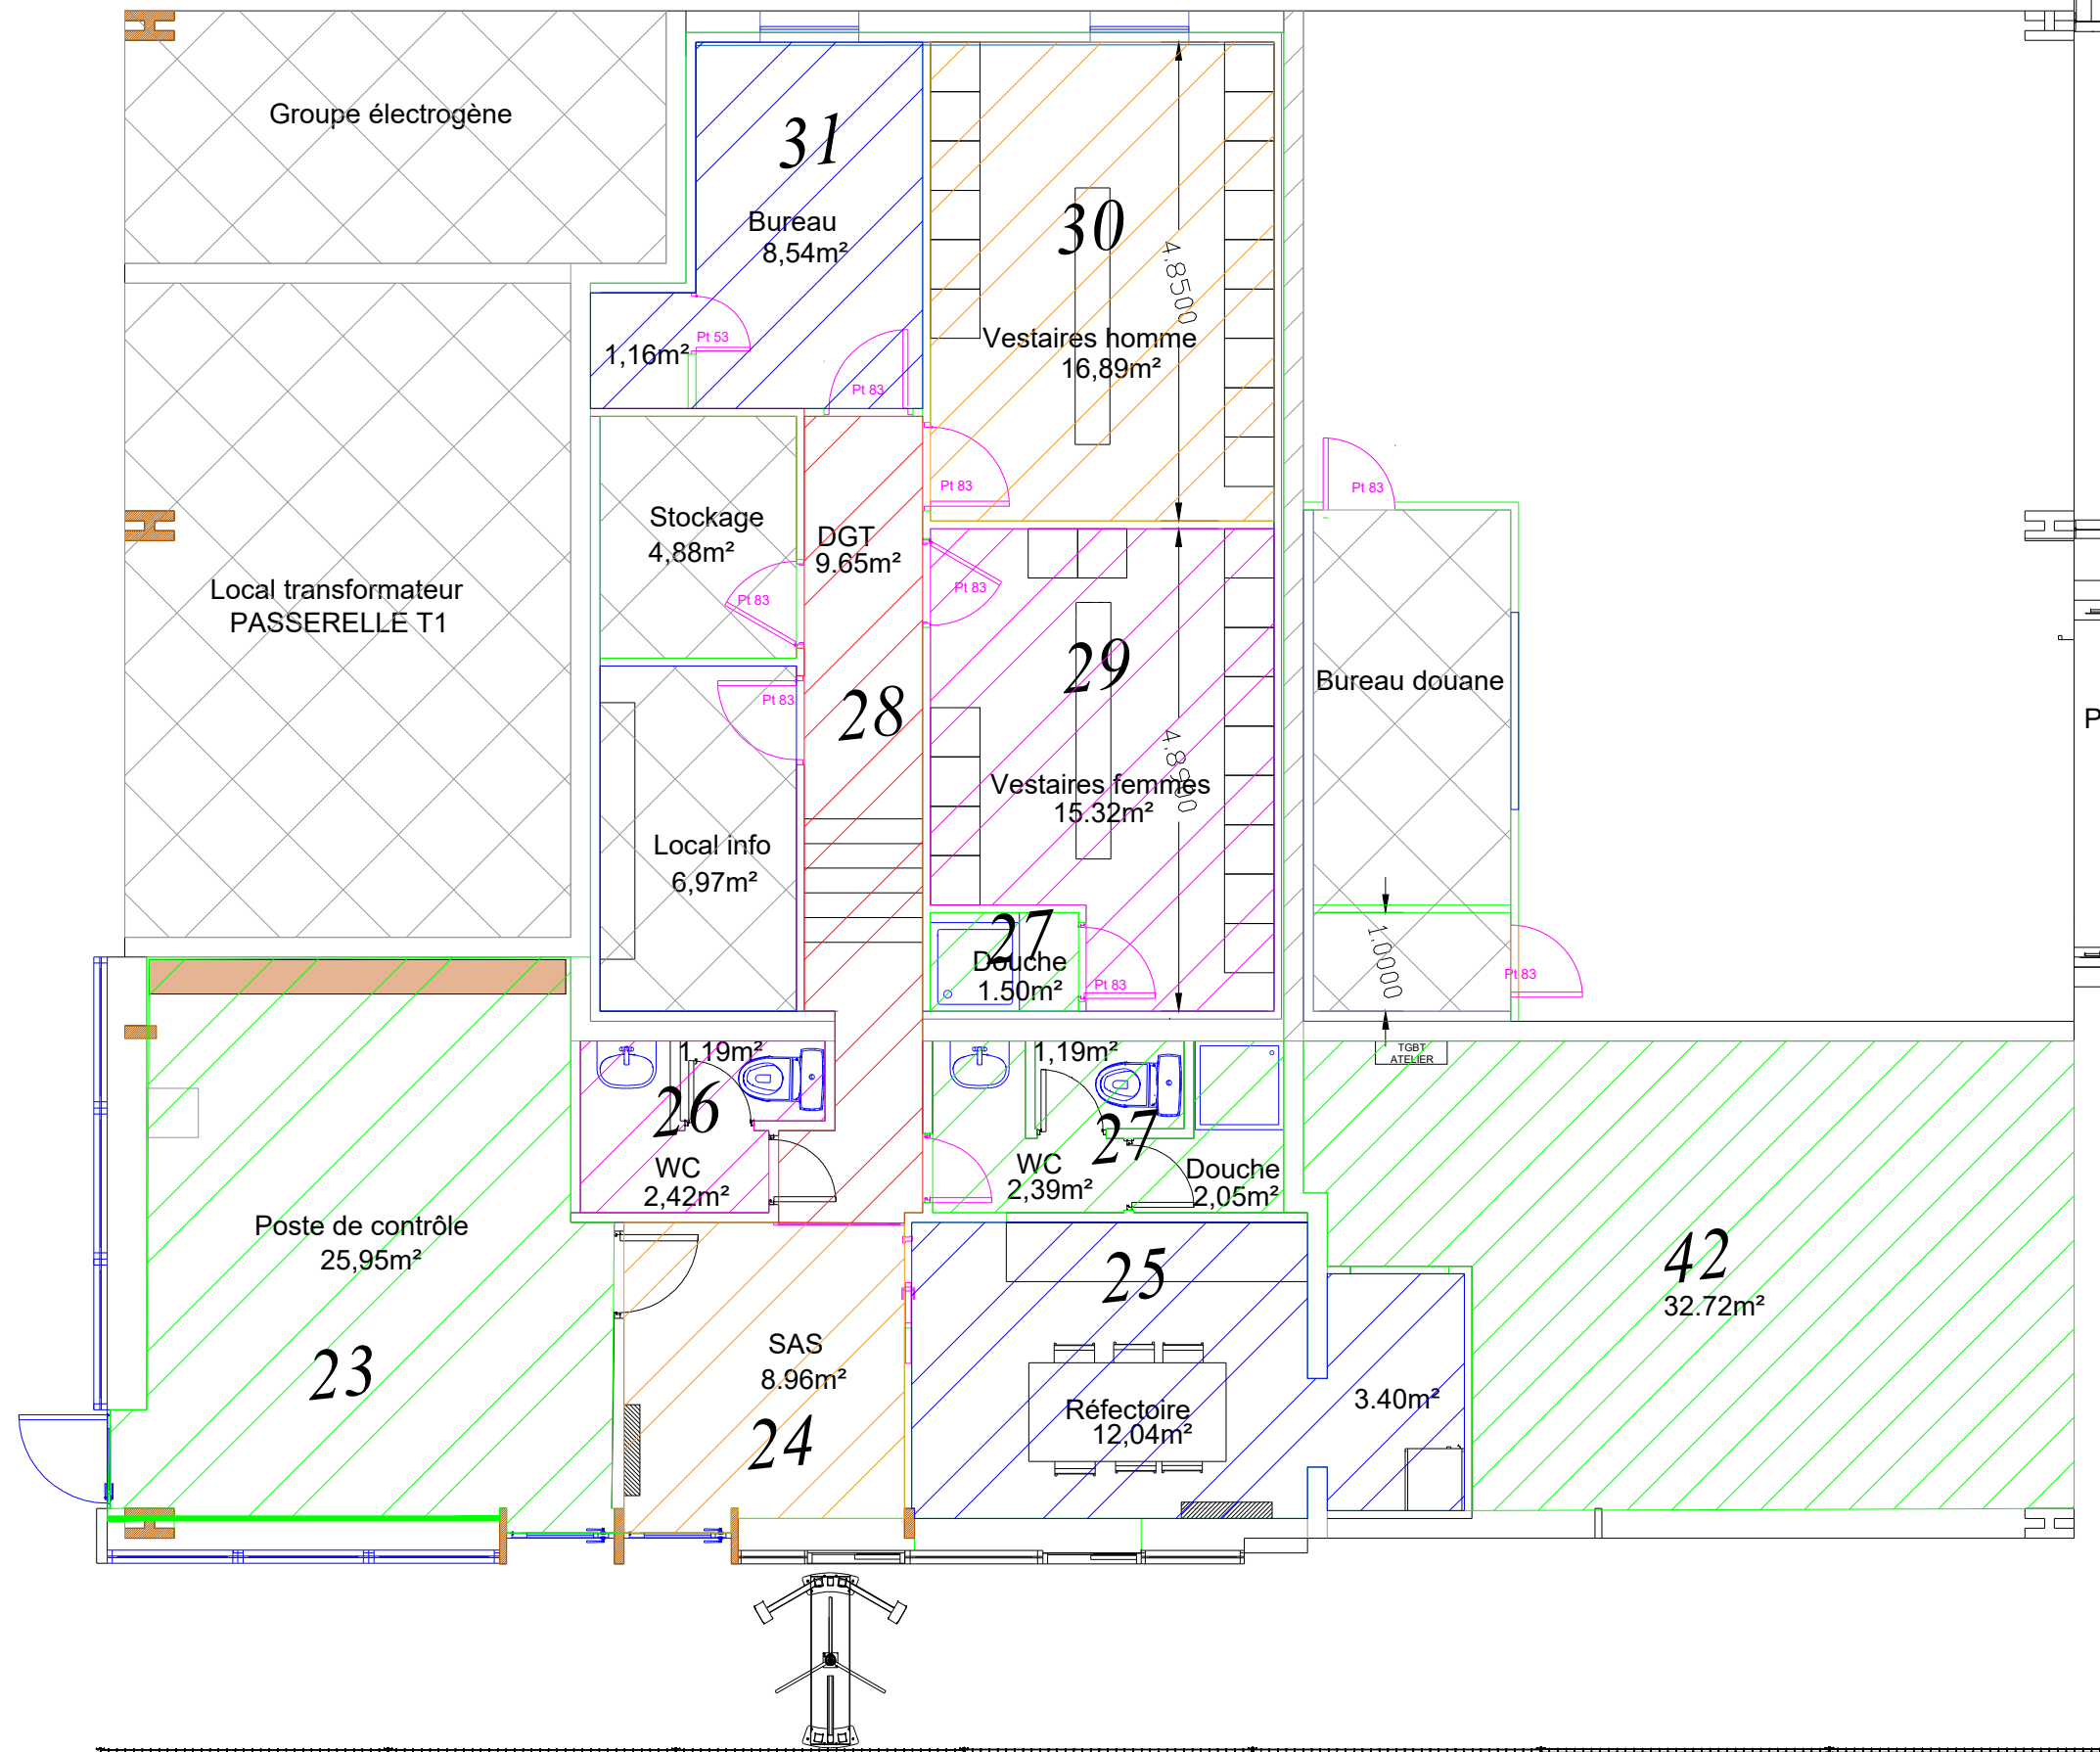 Groupe électrogène
31
Bureau
8,54m²
30
4.8500
Pt 53
1,16m²
Vestaires homme
16,89m²
Pt 83
Pt 83
Pt 83
Stockage
4,88m²
DGT
9.65m²
Local transformateur
PASSERELLE T1
Pt 83
Pt 83
29
Bureau douane
28
Pt 83
P
Vestaires femmes
15.32m²
Local info
6,97m²
27
Douche
1.50m²
Pt 83
1.0000
Pt 83
1,19m²
1,19m²
TGBT
ATELIER
26
27
WC
2,42m²
WC
2,39m²
Douche
2,05m²
Poste de contrôle
25,95m²
23
25
42
32.72m²
SAS
8.96m²
24
Réfectoire
12,04m²
3.40m²